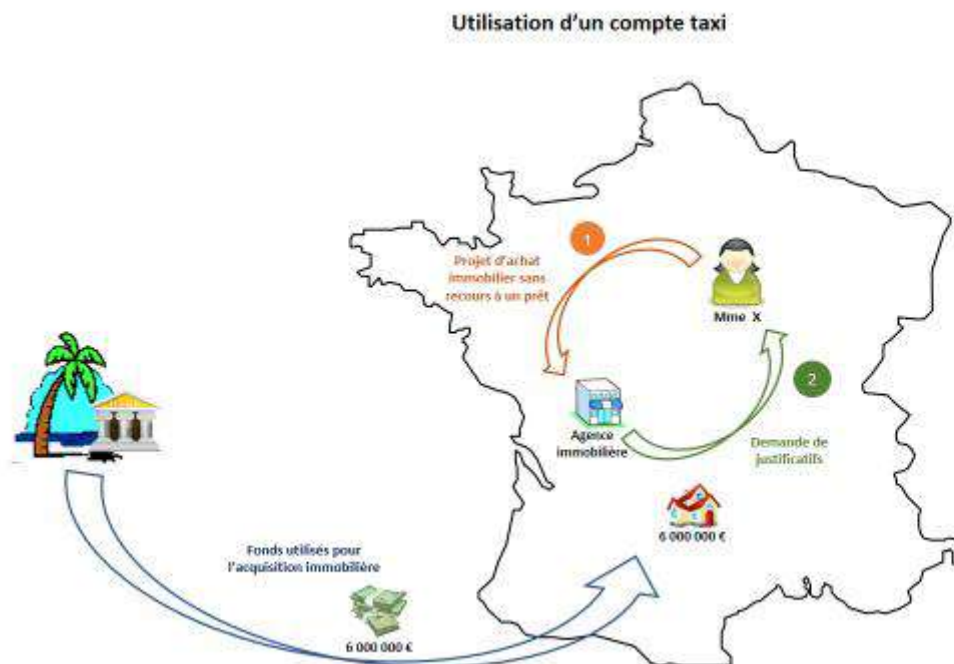 Utilisation d'un compte taxi
1
Projet d'achat
immobilier sans
recours à un prêt
Mme X
2
Agence
immobilière
Demande de
justificatifs
6 000 000 €
Fonds utilisés pour
l'acquisition immobilière
6 000 000 €